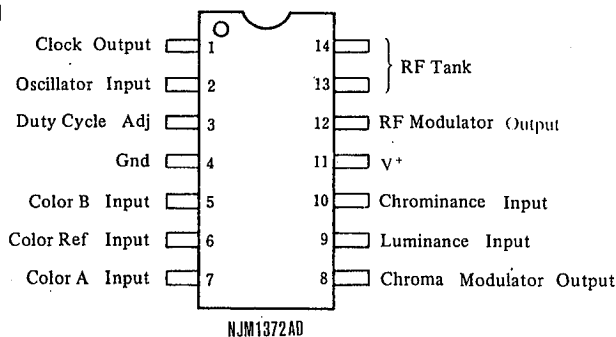 Clock Output 1 14 RF Tank
Oscillator Input 2 13
Duty Cycle Adj 3 12 RF Modulator Output
Gnd 4 11 V+
Color B Input 5 10 Chrominance Input
Color Ref Input 6 9 Luminance Input
Color A Input 7 8 Chroma Modulator Output
NJM1372AD